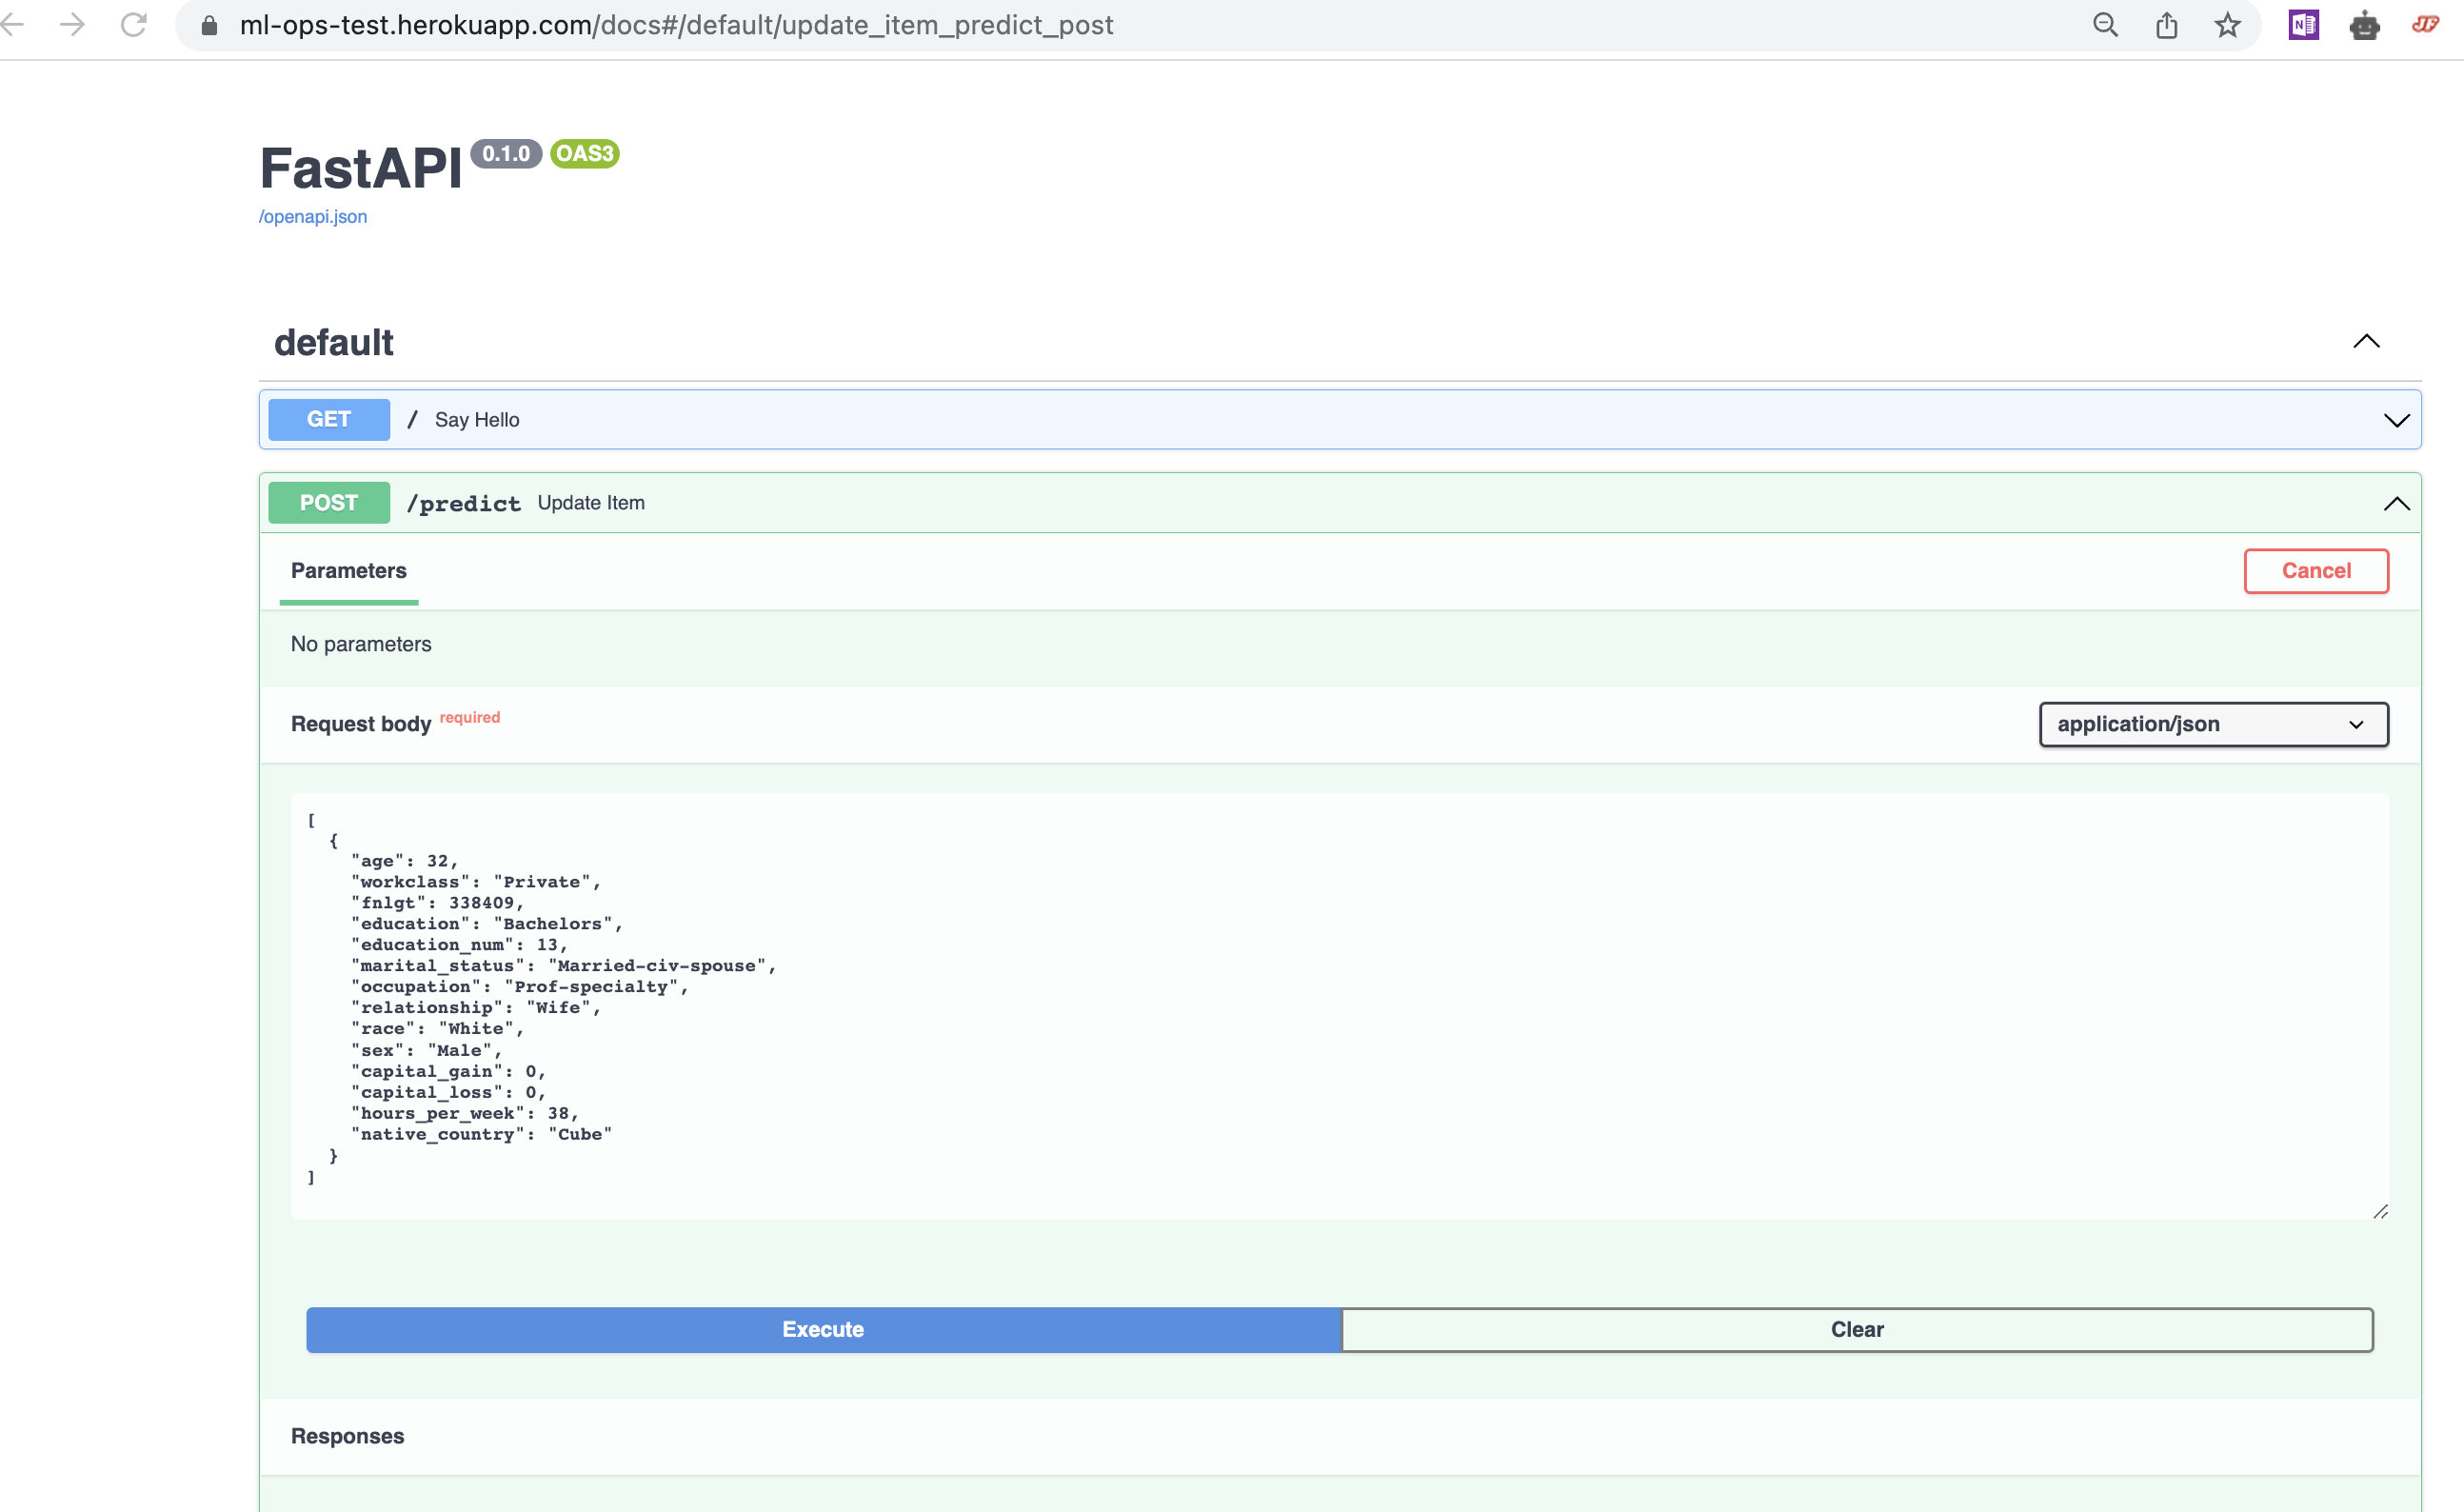 ml-ops-test.herokuapp.com/docs#/default/update_item_predict_post
N
JF
FastAPI 0.1.0 OAS3
/openapi.json
default
GET / Say Hello
POST /predict Update Item
Parameters
Cancel
No parameters
Request body required
application/json
[
{
"age": 32,
"workclass": "Private",
"fnlgt": 338409,
"education": "Bachelors",
"education_num": 13,
"marital_status": "Married-civ-spouse",
"occupation": "Prof-specialty",
"relationship": "Wife",
"race": "White",
"sex": "Male",
"capital_gain": 0,
"capital_loss": 0,
"hours_per_week": 38,
"native_country": "Cube"
}
]
Execute
Clear
Responses